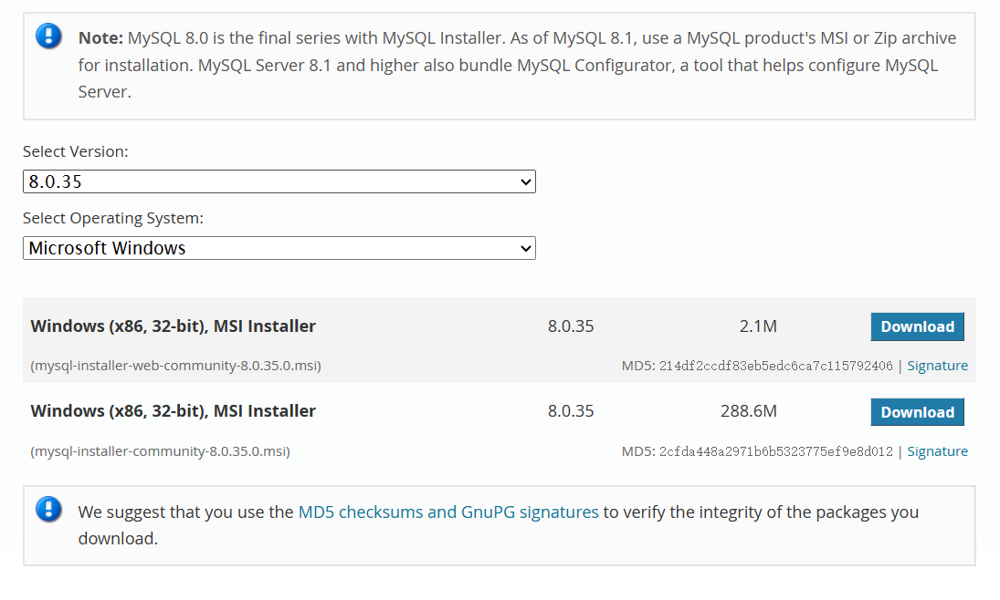 Note: MySQL 8.0 is the final series with MySQL Installer. As of MySQL 8.1, use a MySQL product's MSI or Zip archive
for installation. MySQL Server 8.1 and higher also bundle MySQL Configurator, a tool that helps configure MySQL
Server.
Select Version:
8.0.35
Select Operating System:
Microsoft Windows
Windows (x86, 32-bit), MSI Installer 8.0.35 2.1M Download
(mysql-installer-web-community-8.0.35.0.msi) MD5: 214df2ccdf83eb5edc6ca7c115792406 | Signature
Windows (x86, 32-bit), MSI Installer 8.0.35 288.6M Download
(mysql-installer-community-8.0.35.0.msi) MD5: 2cfda448a2971b6b5323775ef9e8d012 | Signature
We suggest that you use the MD5 checksums and GnuPG signatures to verify the integrity of the packages you
download.